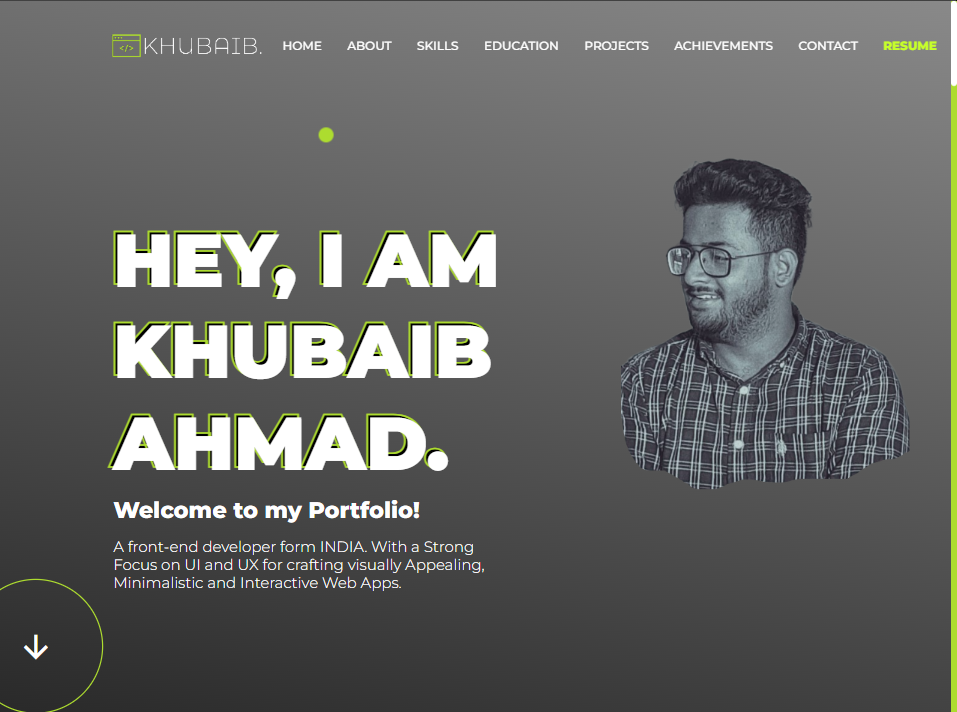 </> KHUBAIB. HOME ABOUT SKILLS EDUCATION PROJECTS ACHIEVEMENTS CONTACT RESUME
HEY, I AM
KHUBAIB
AHMAD.
Welcome to my Portfolio!
A front-end developer form INDIA. With a Strong
Focus on UI and UX for crafting visually Appealing,
Minimalistic and Interactive Web Apps.